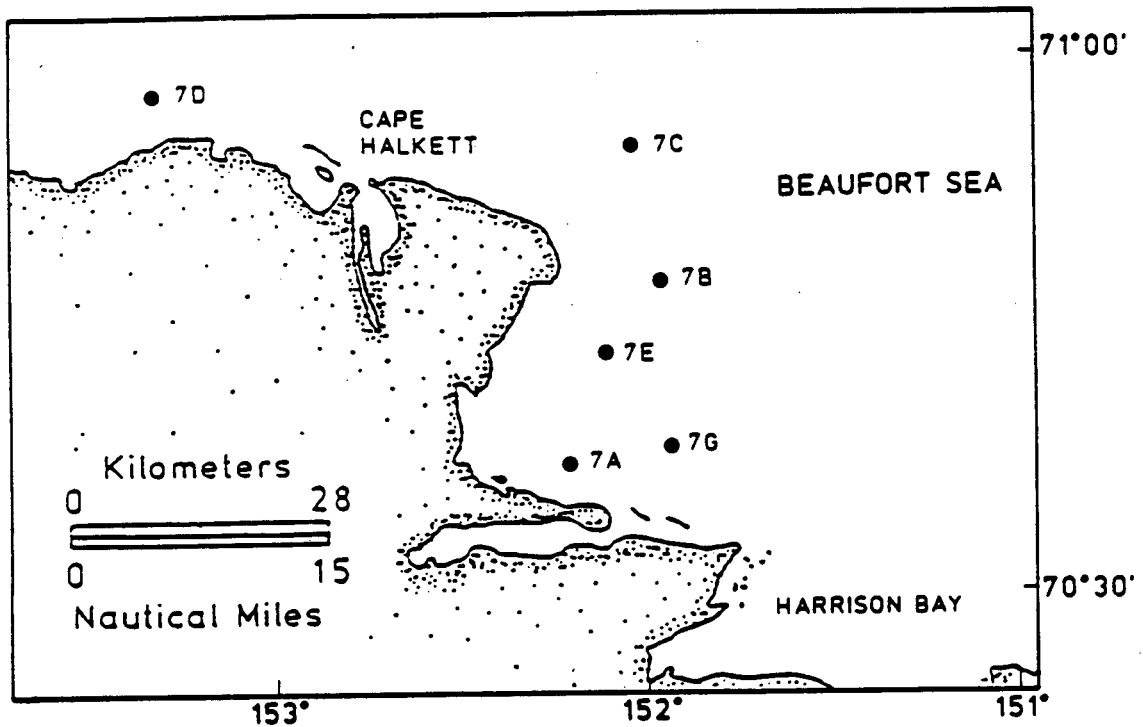 71°00'
7D
CAPE
HALKETT
7C
BEAUFORT SEA
7B
7E
7G
7A
Kilometers
0 28
0 15
Nautical Miles
70°30'
HARRISON BAY
153° 152° 151°